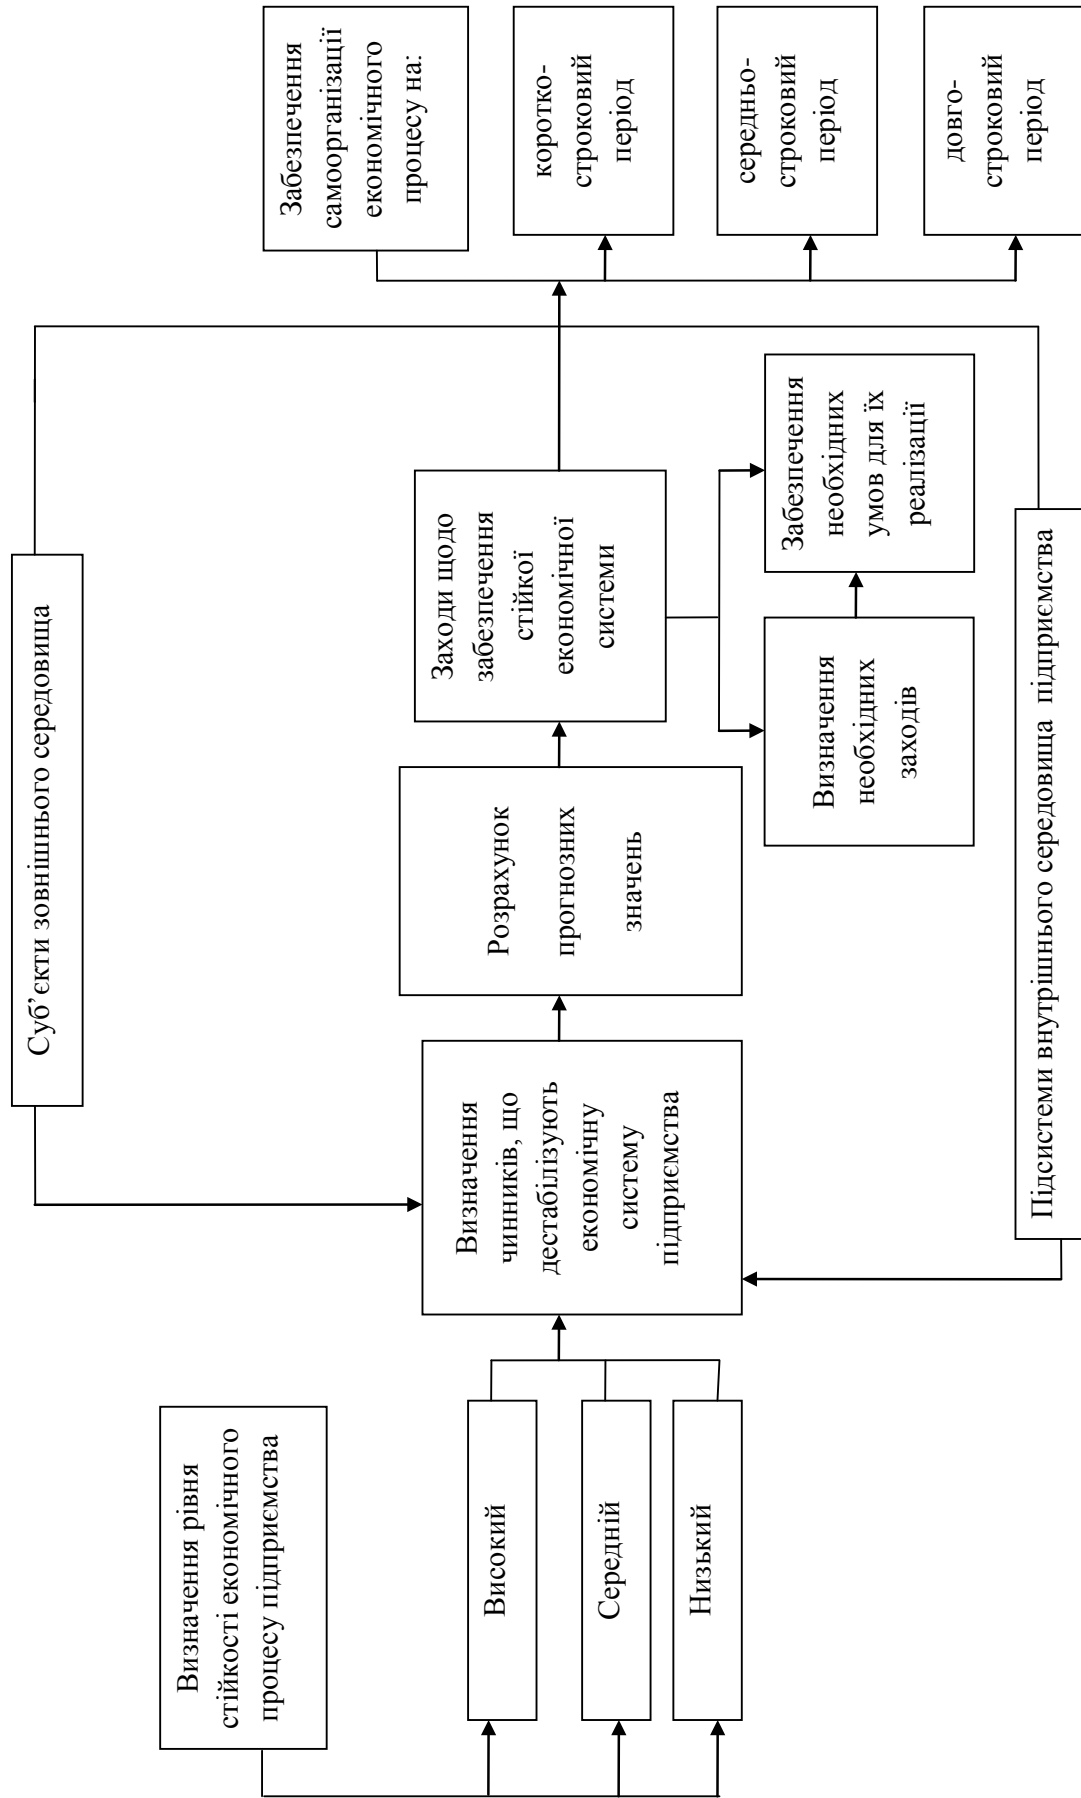 Суб’єкти зовнішнього середовища
Визначення рівня
стійкості економічного
процесу підприємства
Високий
Середній
Низький
Визначення
чинників, що
дестабілізують
економічну
систему
підприємства
Розрахунок
прогнозних
значень
Заходи щодо
забезпечення
стійкої
економічної
системи
Визначення
необхідних
заходів
Забезпечення
необхідних
умов для їх
реалізації
Забезпечення
самоорганізації
економічного
процесу на:
коротко-
строковий
період
середньо-
строковий
період
довго-
строковий
період
Підсистеми внутрішнього середовища підприємства